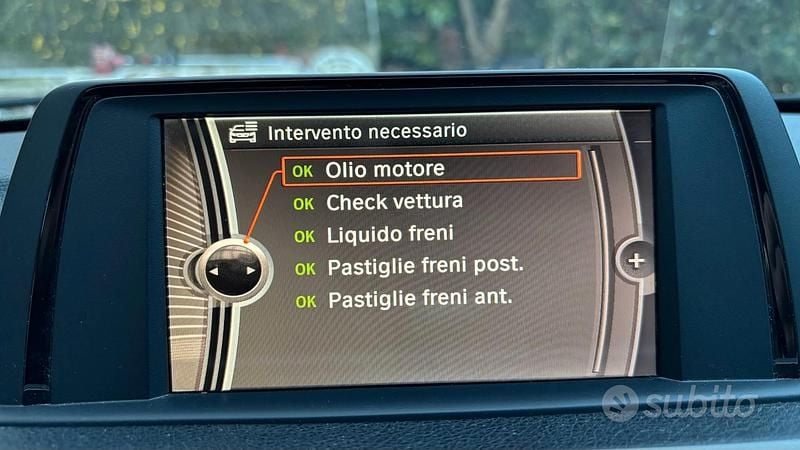 Intervento necessario
OK Olio motore
OK Check vettura
OK Liquido freni
OK Pastiglie freni post.
OK Pastiglie freni ant.
subito